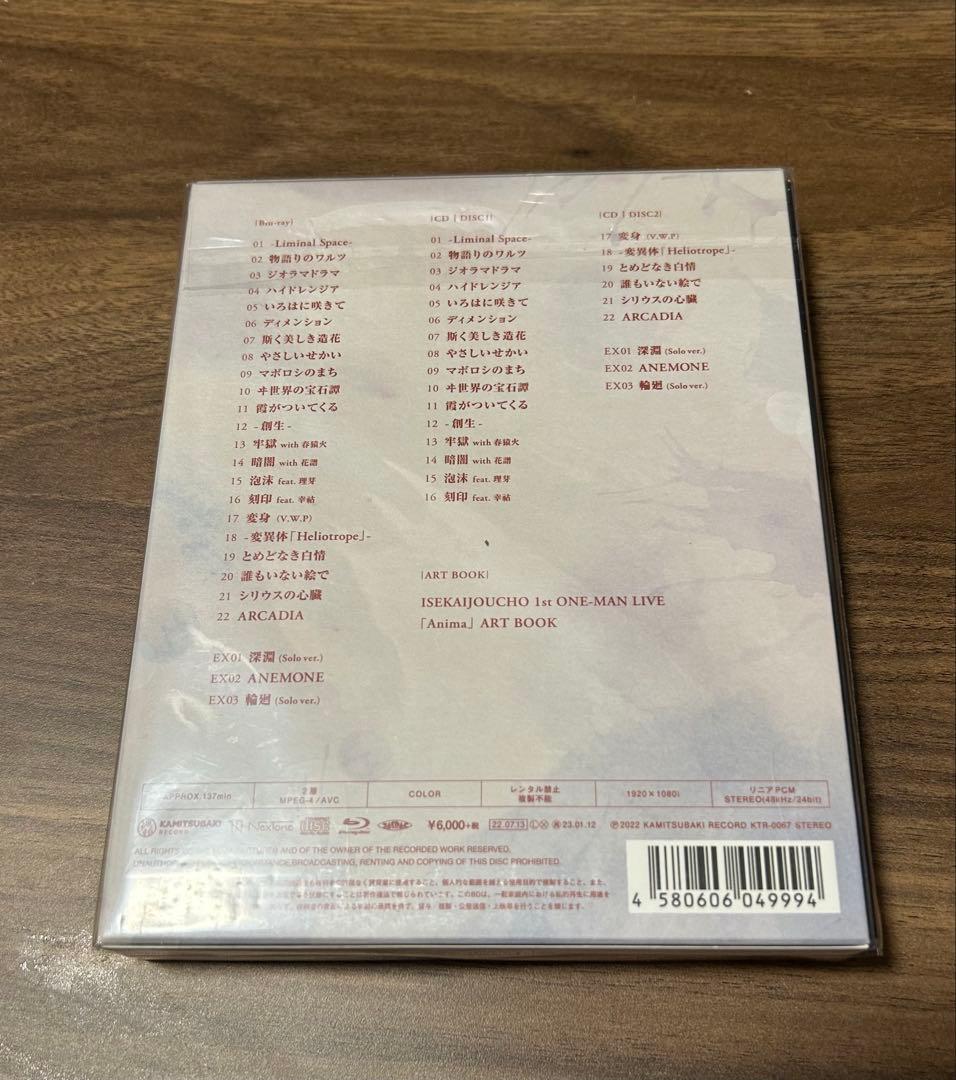 |Blu-ray|
01 -Liminal Space-
02 物語りのワルツ
03 ジオラマドラマ
04 ハイドレンジア
05 いろはに咲きて
06 ディメンション
07 斯く美しき造花
08 やさしいせかい
09 マボロシのまち
10 ヰ世界の宝石譚
11 霞がついてくる
12 -創生-
13 牢獄 with 春猿火
14 暗闇 with 花譜
15 泡沫 feat. 理芽
16 刻印 feat. 幸祜
17 変身 (V.W.P)
18 -変異体「Heliotrope」-
19 とめどなき白情
20 誰もいない絵で
21 シリウスの心臓
22 ARCADIA
EX01 深淵 (Solo ver.)
EX02 ANEMONE
EX03 輪廻 (Solo ver.)
|CD | DISC1|
01 -Liminal Space-
02 物語りのワルツ
03 ジオラマドラマ
04 ハイドレンジア
05 いろはに咲きて
06 ディメンション
07 斯く美しき造花
08 やさしいせかい
09 マボロシのまち
10 ヰ世界の宝石譚
11 霞がついてくる
12 -創生-
13 牢獄 with 春猿火
14 暗闇 with 花譜
15 泡沫 feat. 理芽
16 刻印 feat. 幸祜
|CD | DISC2|
17 変身 (V.W.P)
18 -変異体「Heliotrope」-
19 とめどなき白情
20 誰もいない絵で
21 シリウスの心臓
22 ARCADIA
EX01 深淵 (Solo ver.)
EX02 ANEMONE
EX03 輪廻 (Solo ver.)
|ART BOOK|
ISEKAIJOUCHO 1st ONE-MAN LIVE
「Anima」 ART BOOK
APPROX.137min
2層
MPEG-4/AVC
COLOR
レンタル禁止
複製不能
1920×1080i
リニアPCM
STEREO(48kHz/24bit)
KAMITSUBAKI
RECORD
NexTone
Blu-ray Disc
¥6,000+税
22.07.13
23.01.12
Ⓟ2022 KAMITSUBAKI RECORD KTR-0067 STEREO
ALL RIGHTS OF THE AND OF THE OWNER OF THE RECORDED WORK RESERVED.
BROADCASTING, RENTING AND COPYING OF THIS DISC PROHIBITED.
4 580606 049994